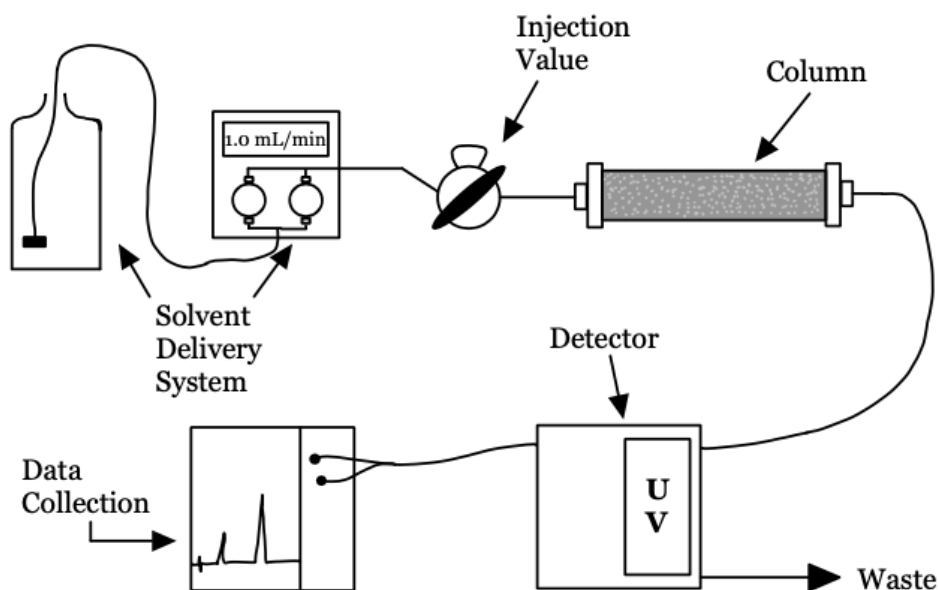 Injection
Value
Column
1.0 mL/min
Solvent
Delivery
System
Detector
Data
Collection
U
V
Waste